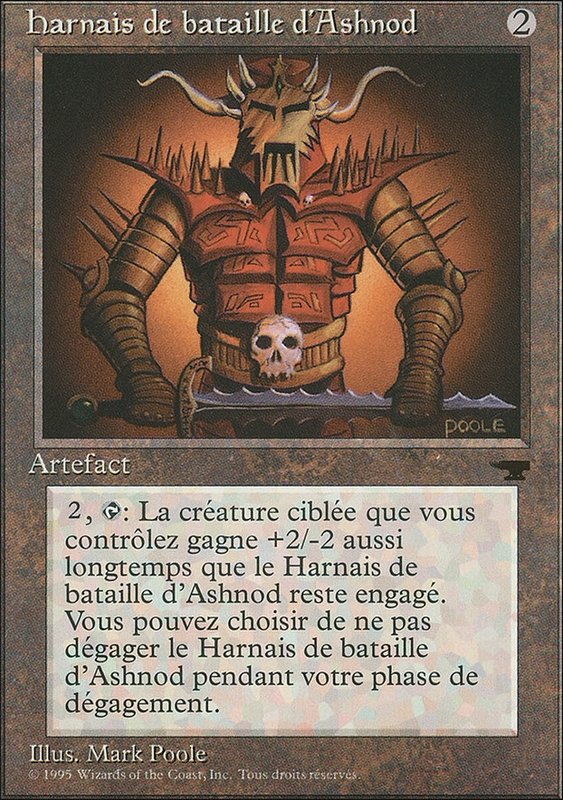 Harnais de bataille d'Ashnod 2
POOLE
Artefact
2, : La créature ciblée que vous
contrôlez gagne +2/-2 aussi
longtemps que le Harnais de
bataille d'Ashnod reste engagé.
Vous pouvez choisir de ne pas
dégager le Harnais de bataille
d'Ashnod pendant votre phase de
dégagement.
Illus. Mark Poole
© 1995 Wizards of the Coast, Inc. Tous droits réservés.